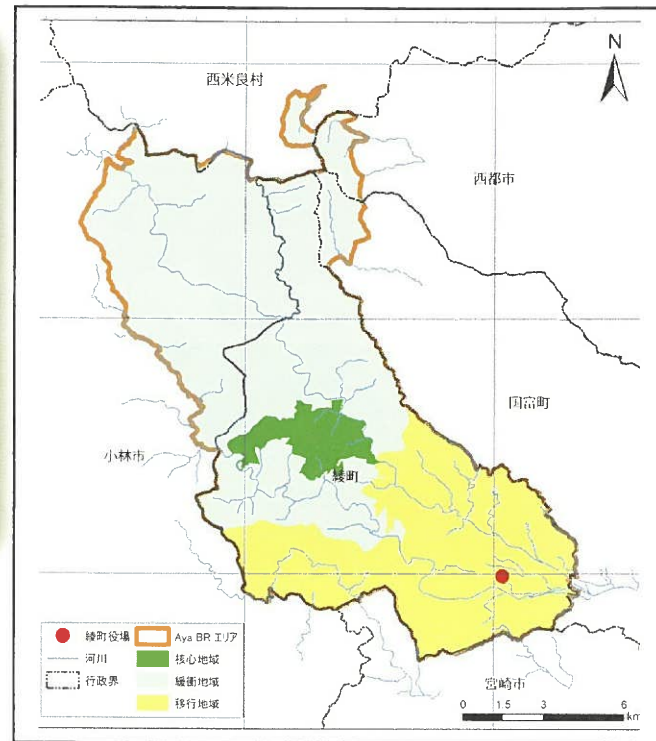 N
西米良村
西都市
国富町
小林市
綾町
宮崎市
綾町役場
河川
行政界
Aya BR エリア
核心地域
緩衝地域
移行地域
0 1.5 3 6
km